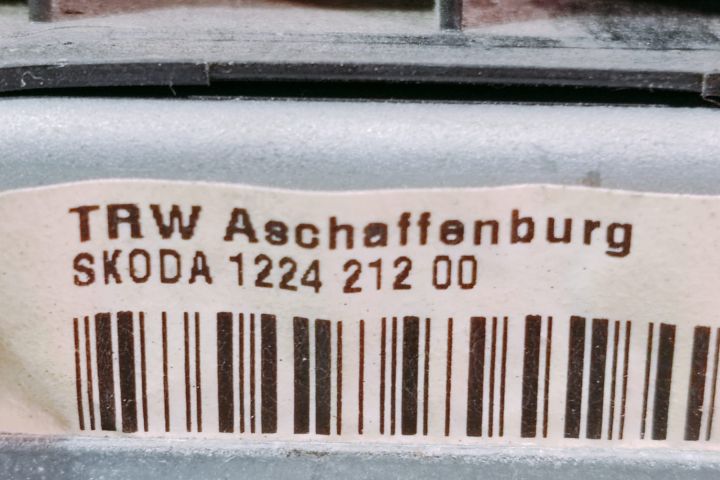 TRW Aschaffenburg
SKODA 1224 212 00